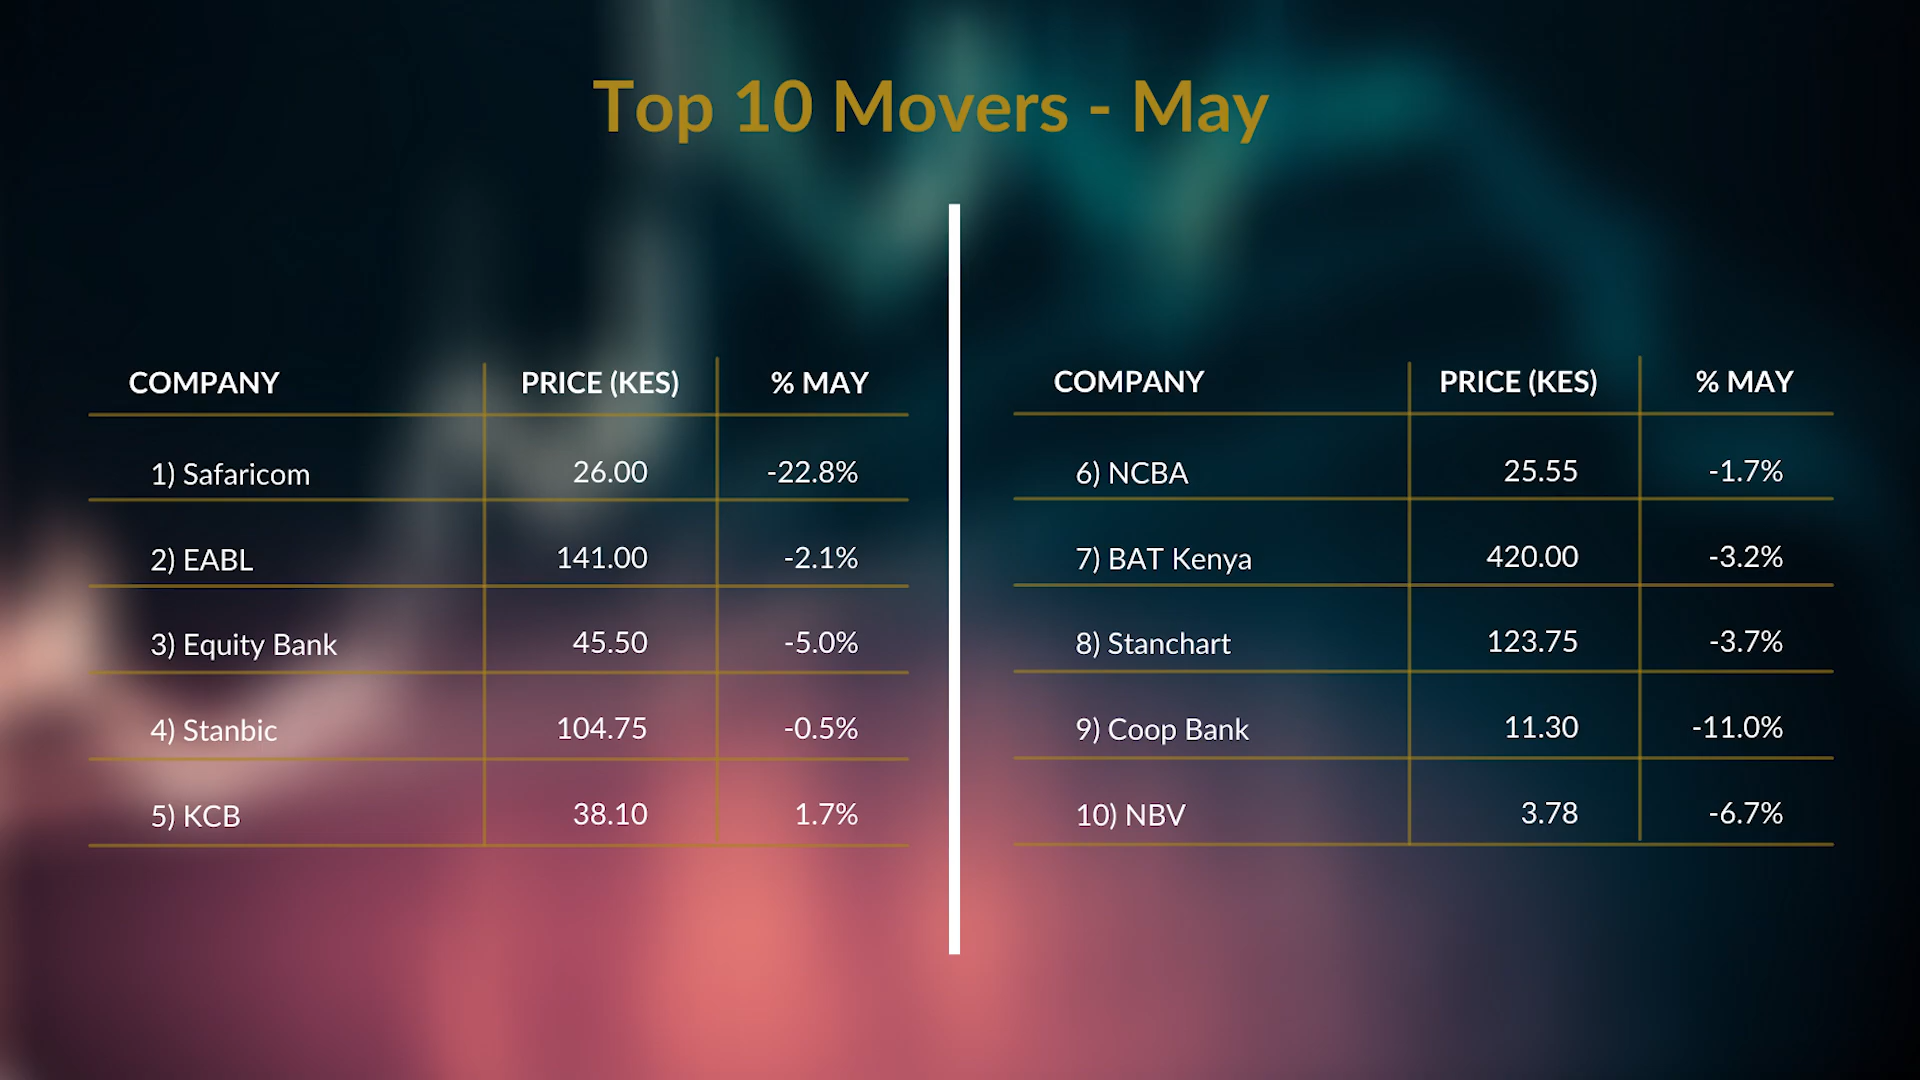 Top 10 Movers - May
COMPANY PRICE (KES) % MAY
1) Safaricom 26.00 -22.8%
2) EABL 141.00 -2.1%
3) Equity Bank 45.50 -5.0%
4) Stanbic 104.75 -0.5%
5) KCB 38.10 1.7%
COMPANY PRICE (KES) % MAY
6) NCBA 25.55 -1.7%
7) BAT Kenya 420.00 -3.2%
8) Stanchart 123.75 -3.7%
9) Coop Bank 11.30 -11.0%
10) NBV 3.78 -6.7%